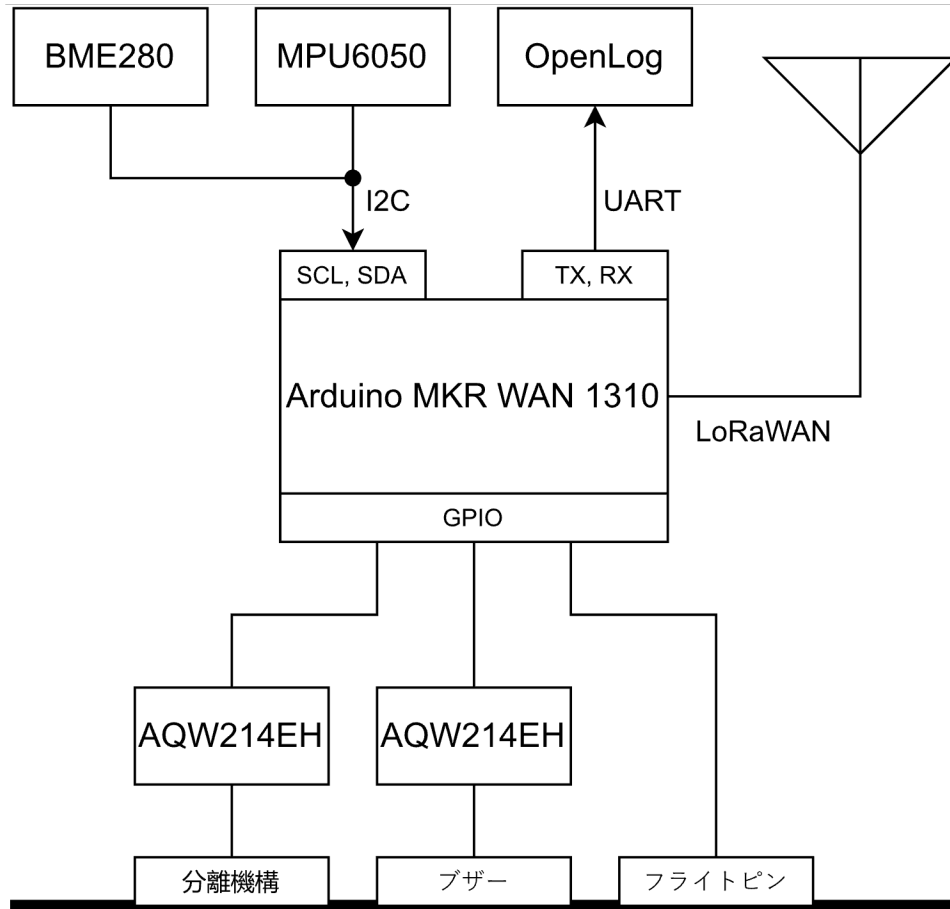 BME280
MPU6050
OpenLog
I2C
UART
SCL, SDA
TX, RX
Arduino MKR WAN 1310
LoRaWAN
GPIO
AQW214EH
AQW214EH
分離機構
ブザー
フライトピン